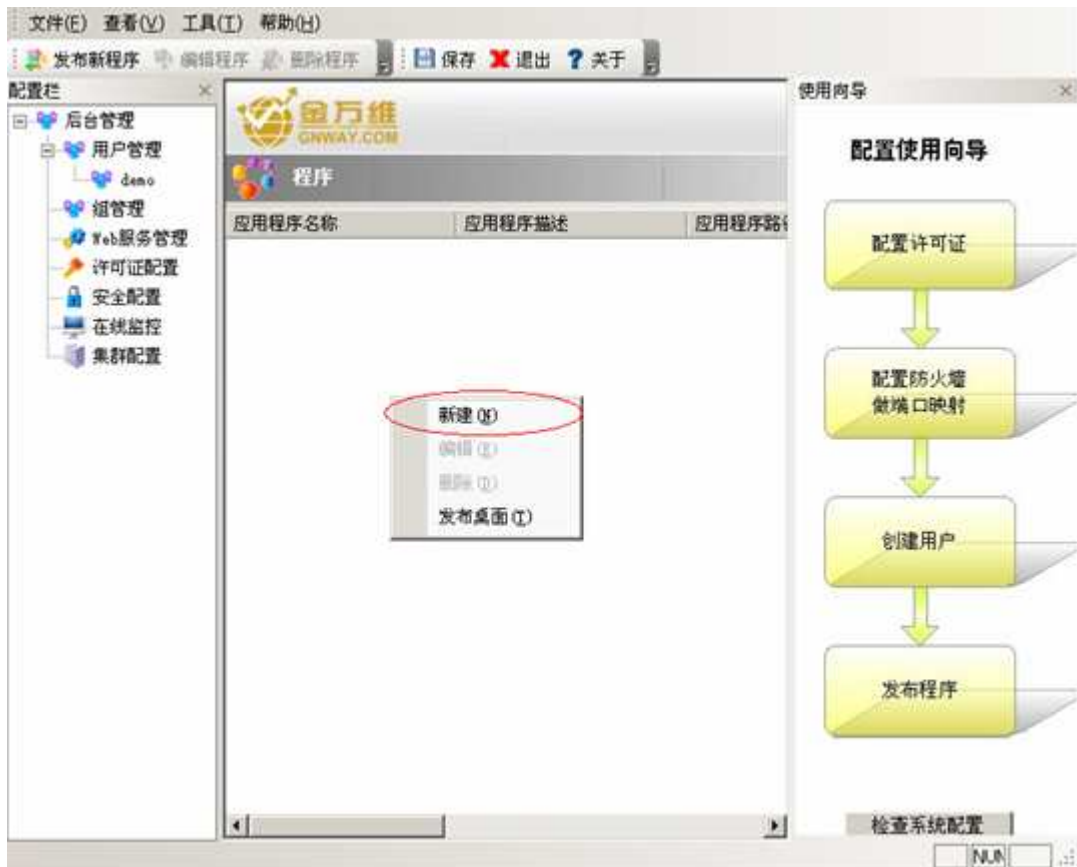 文件(F) 查看(V) 工具(T) 帮助(H)
发布新程序 编辑程序 删除程序 保存 退出 关于
配置栏
后台管理
用户管理
demo
组管理
Web服务管理
许可证配置
安全配置
在线监控
集群配置
金万维
GNWAY.COM
程序
应用程序名称 应用程序描述 应用程序路
新建(N)
编辑(E)
删除(D)
发布桌面(T)
使用向导
配置使用向导
配置许可证
配置防火墙
做端口映射
创建用户
发布程序
检查系统配置
NUM